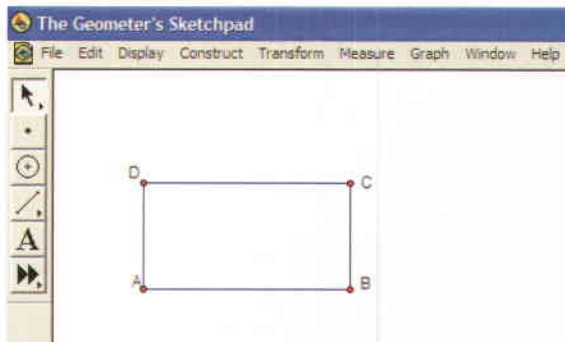 The Geometer's Sketchpad
File Edit Display Construct Transform Measure Graph Window Help
A
D C
A B